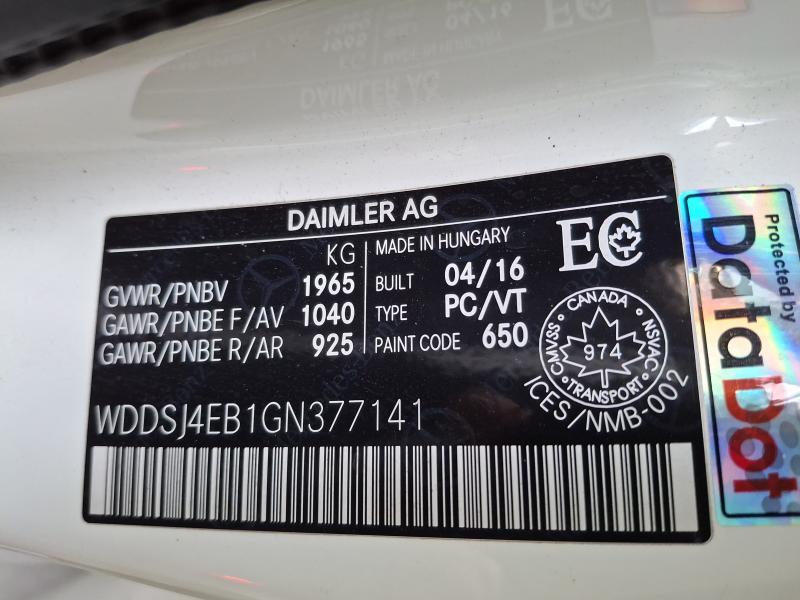 DAIMLER AG
KG
GVWR/PNBV 1965
GAWR/PNBE F/AV 1040
GAWR/PNBE R/AR 925
MADE IN HUNGARY
BUILT 04/16
TYPE PC/VT
PAINT CODE 650
EC
CANADA
CMVSS NSVAC
974
TRANSPORT
ICES/NMB-002
WDDSJ4EB1GN377141
Protected by
DataDot